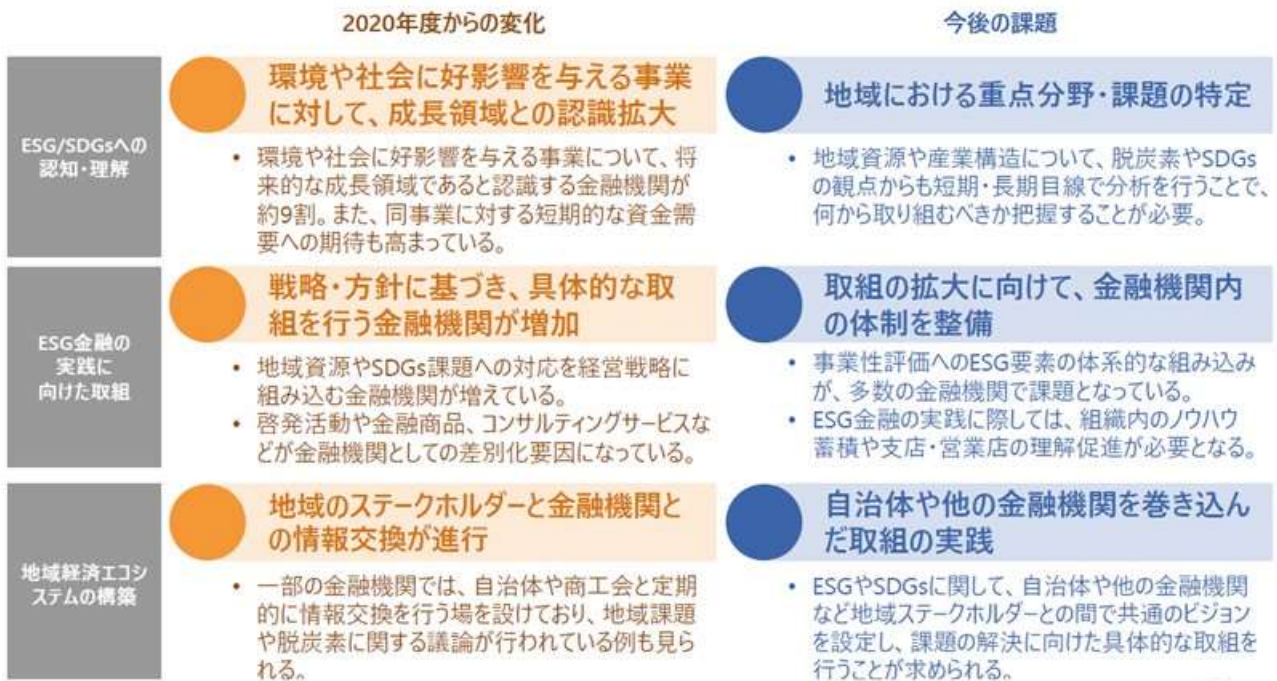 2020年度からの変化
今後の課題
ESG/SDGsへの
認知・理解
環境や社会に好影響を与える事業
に対して、成長領域との認識拡大
• 環境や社会に好影響を与える事業について、将
来的な成長領域であると認識する金融機関が
約9割。また、同事業に対する短期的な資金需
要への期待も高まっている。
地域における重点分野・課題の特定
• 地域資源や産業構造について、脱炭素やSDGs
の観点からも短期・長期目線で分析を行うことで、
何から取り組むべきか把握することが必要。
ESG金融の
実践に
向けた取組
戦略・方針に基づき、具体的な取
組を行う金融機関が増加
• 地域資源やSDGs課題への対応を経営戦略に
組み込む金融機関が増えている。
• 啓発活動や金融商品、コンサルティングサービスな
どが金融機関としての差別化要因になっている。
取組の拡大に向けて、金融機関内
の体制を整備
• 事業性評価へのESG要素の体系的な組み込み
が、多数の金融機関で課題となっている。
• ESG金融の実践に際しては、組織内のノウハウ
蓄積や支店・営業店の理解促進が必要となる。
地域経済エコシ
ステムの構築
地域のステークホルダーと金融機関と
の情報交換が進行
• 一部の金融機関では、自治体や商工会と定期
的に情報交換を行う場を設けており、地域課題
や脱炭素に関する議論が行われている例も見ら
れる。
自治体や他の金融機関を巻き込ん
だ取組の実践
• ESGやSDGsに関して、自治体や他の金融機関
など地域ステークホルダーとの間で共通のビジョン
を設定し、課題の解決に向けた具体的な取組を
行うことが求められる。